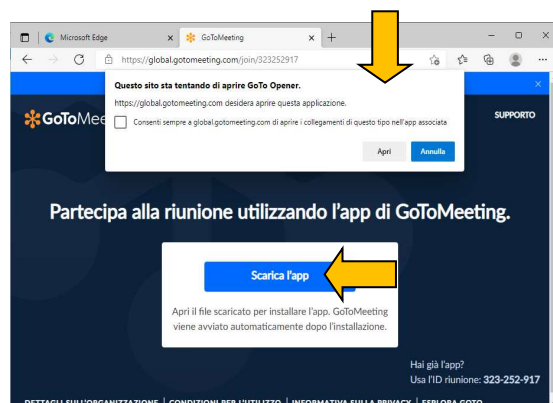 Microsoft Edge
GoToMeeting
https://global.gotomeeting.com/join/323252917
Questo sito sta tentando di aprire GoTo Opener.
https://global.gotomeeting.com desidera aprire questa applicazione.
Consenti sempre a global.gotomeeting.com di aprire i collegamenti di questo tipo nell'app associata
Apri
Annulla
GoToMee
SUPPORTO
Partecipa alla riunione utilizzando l'app di GoToMeeting.
Scarica l'app
Apri il file scaricato per installare l'app. GoToMeeting
viene avviato automaticamente dopo l'installazione.
Hai già l'app?
Usa l'ID riunione: 323-252-917
DETTAGLI SULL'ORGANIZZAZIONE | CONDIZIONI PER L'UTILIZZO | INFORMATIVA SULLA PRIVACY | ESPLORA GOTO